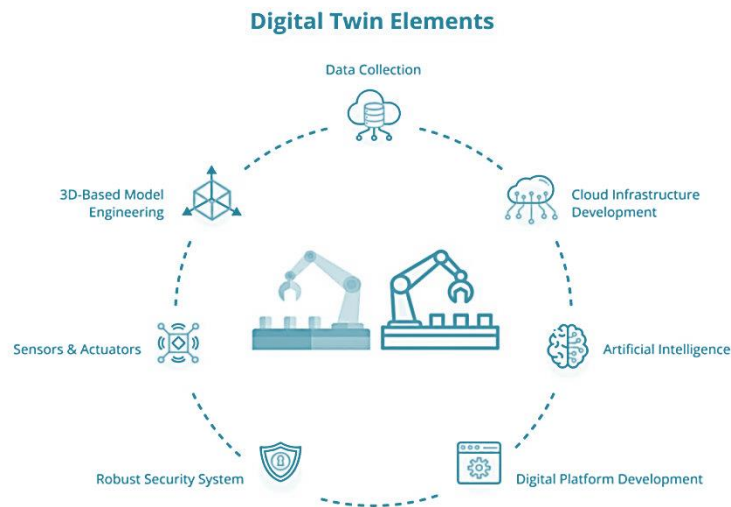 Digital Twin Elements
Data Collection
3D-Based Model
Engineering
Cloud Infrastructure
Development
Sensors & Actuators
Artificial Intelligence
Robust Security System
Digital Platform Development